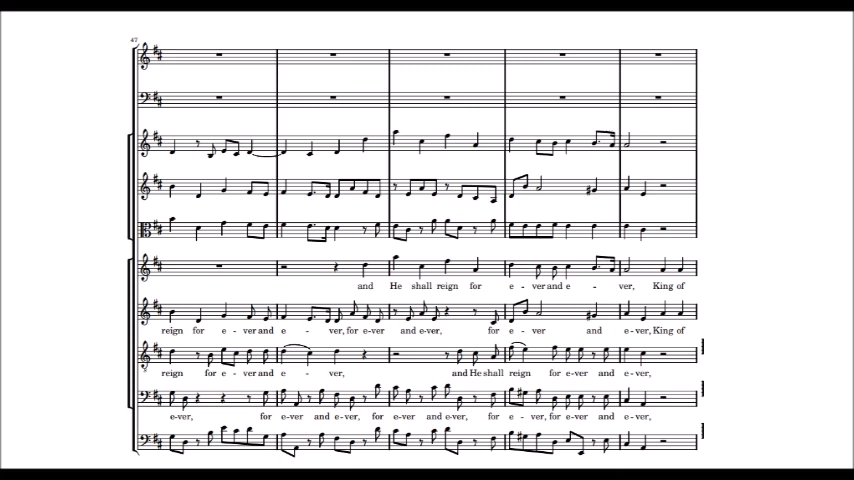 47
and He shall reign for e - ver and e - ver, King of
reign for e - ver and e - ver, for e-ver and e-ver, for e - ver and e-ver, King of
reign for e - ver and e - ver, and He shall reign for e-ver and e-ver,
e-ver, for e-ver and e-ver, for e-ver and e-ver, for e - ver, for e-ver and e-ver,